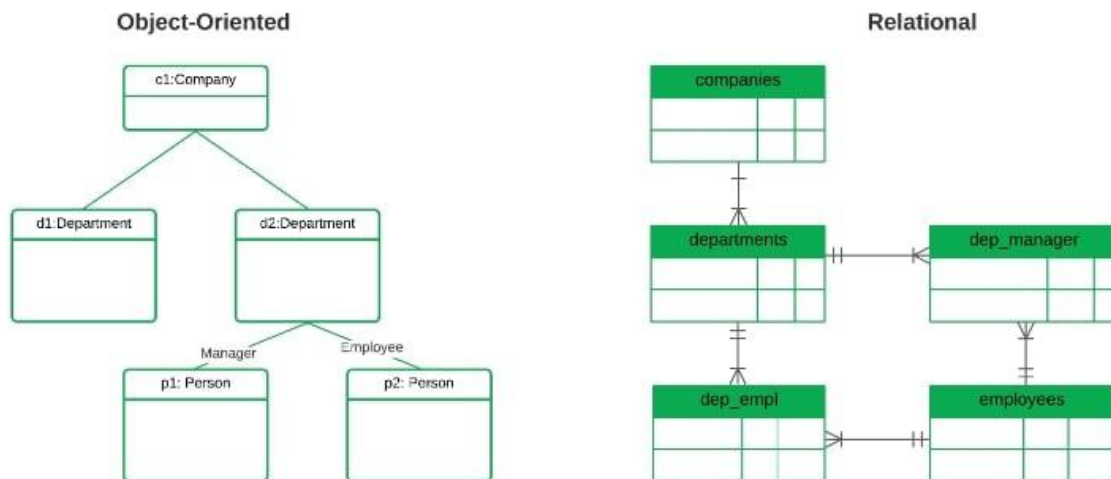 Object-Oriented
Relational
c1:Company
companies
d1:Department
d2:Department
departments
dep_manager
Manager
Employee
p1: Person
p2: Person
dep_empl
employees